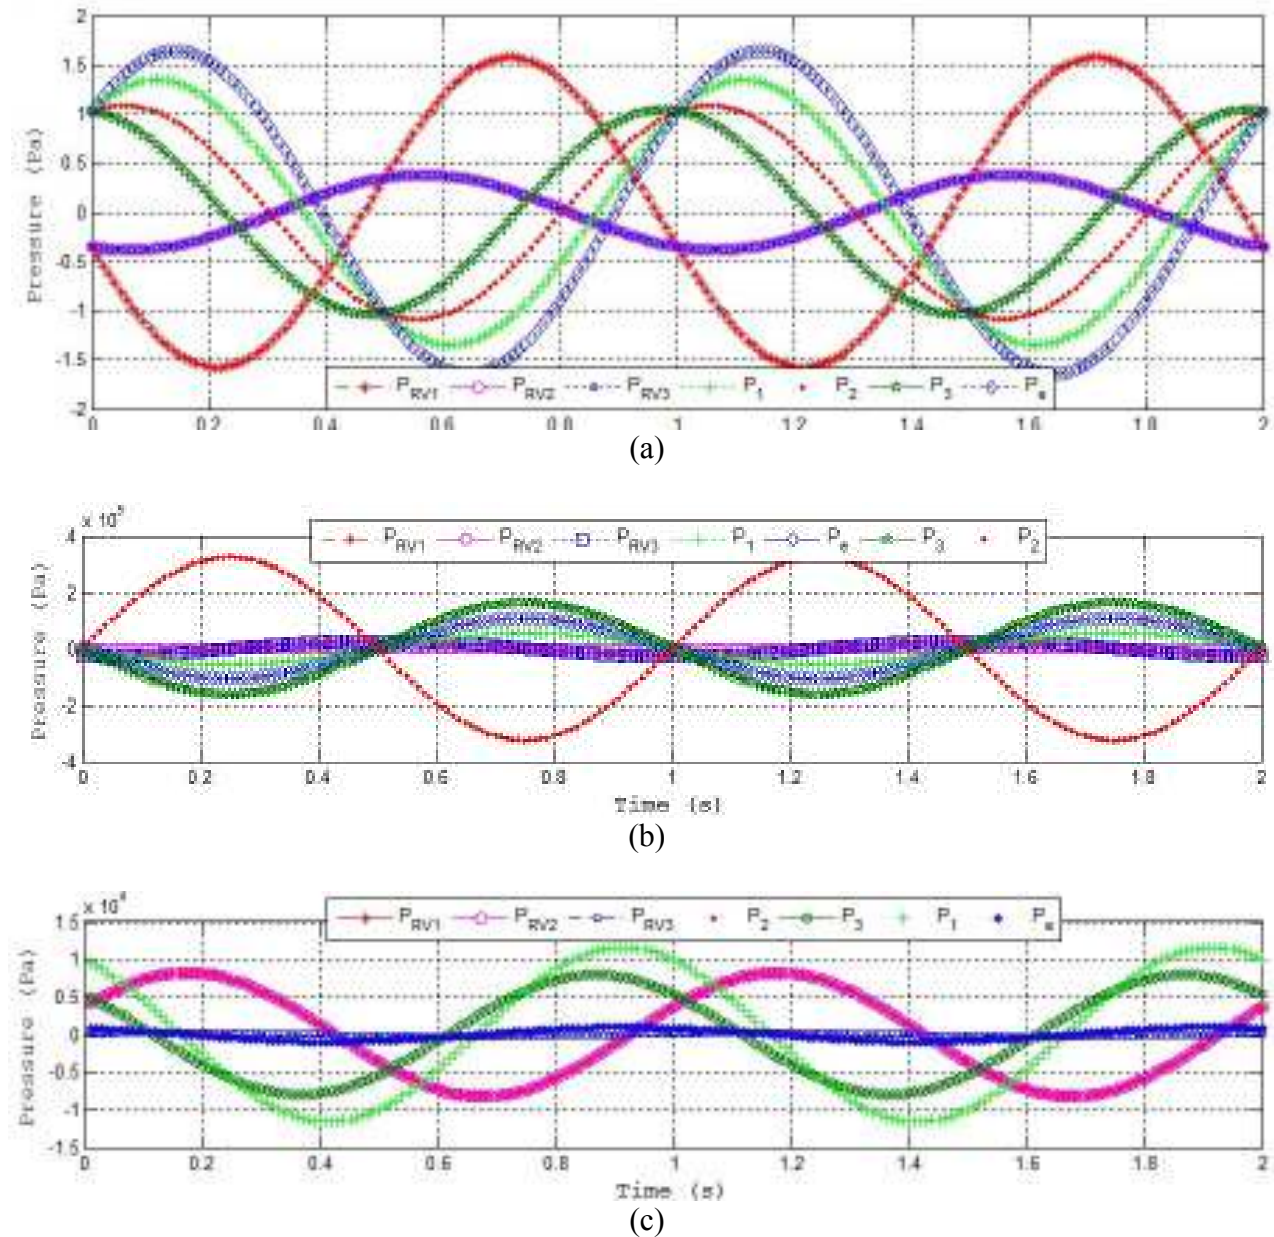 2
1.5
1
0.5
0
-0.5
-1
-1.5
-2
Pressure (Pa)
P_RV1 P_RV2 P_RV3 P_1 P_2 P_3 P_e
0 0.2 0.4 0.6 0.8 1 1.2 1.4 1.6 1.8 2
(a)
4
2
0
-2
-4
Pressure (Pa)
P_RV1 P_RV2 P_RV3 P_1 P_e P_3 P_2
0 0.2 0.4 0.6 0.8 1 1.2 1.4 1.6 1.8 2
Time (s)
(b)
1.5
1
0.5
0
-0.5
-1
-1.5
Pressure (Pa)
P_RV1 P_RV2 P_RV3 P_2 P_3 P_1 P_e
0 0.2 0.4 0.6 0.8 1 1.2 1.4 1.6 1.8 2
Time (s)
(c)